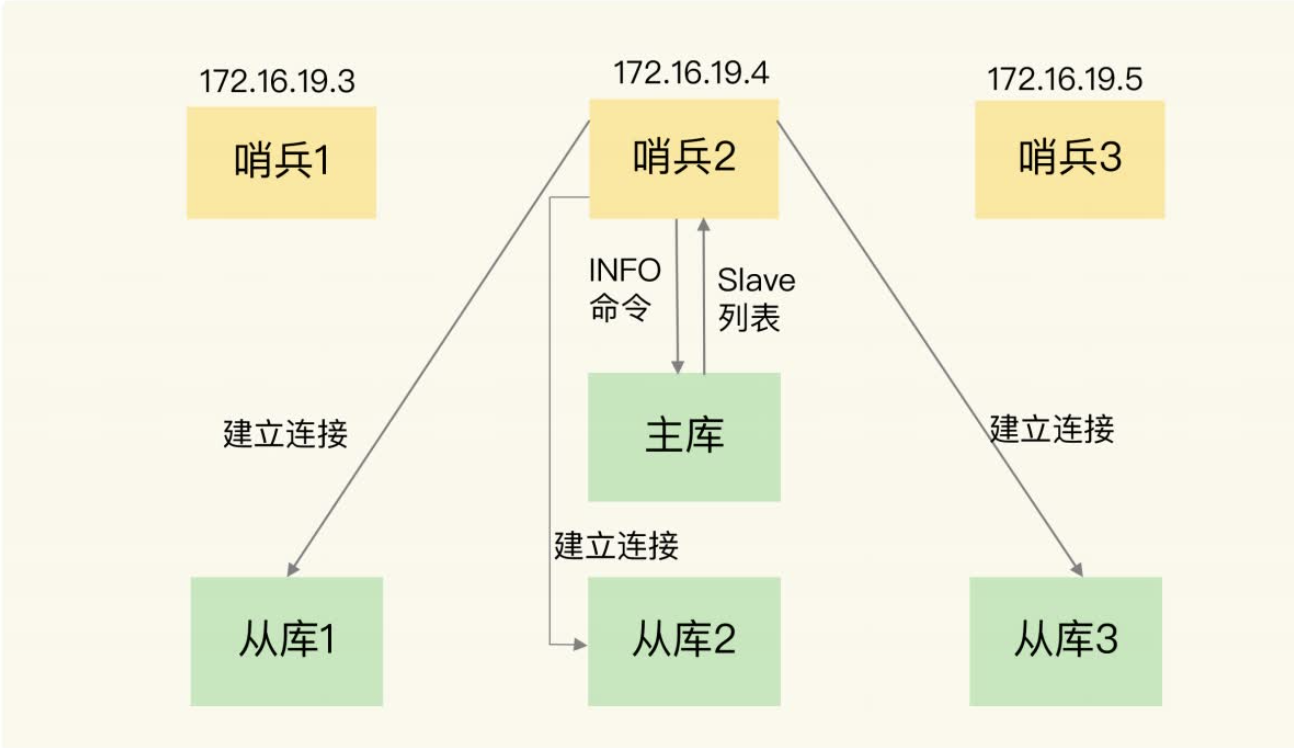 172.16.19.3
172.16.19.4
172.16.19.5
哨兵1
哨兵2
哨兵3
INFO
命令
Slave
列表
建立连接
主库
建立连接
建立连接
从库1
从库2
从库3